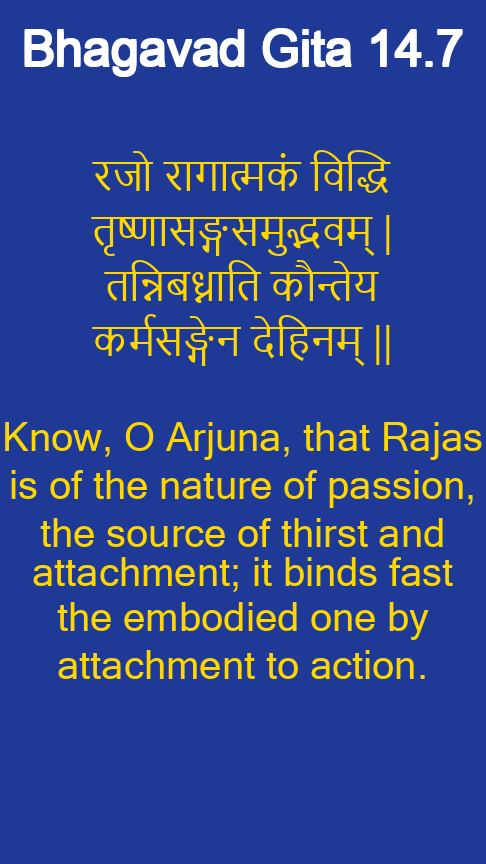 Bhagavad Gita 14.7
रजो रागात्मकं विद्धि
तृष्णासङ्गसमुद्भवम् |
तन्निबध्नाति कौन्तेय
कर्मसङ्गेन देहिनम् ||
Know, O Arjuna, that Rajas
is of the nature of passion,
the source of thirst and
attachment; it binds fast
the embodied one by
attachment to action.